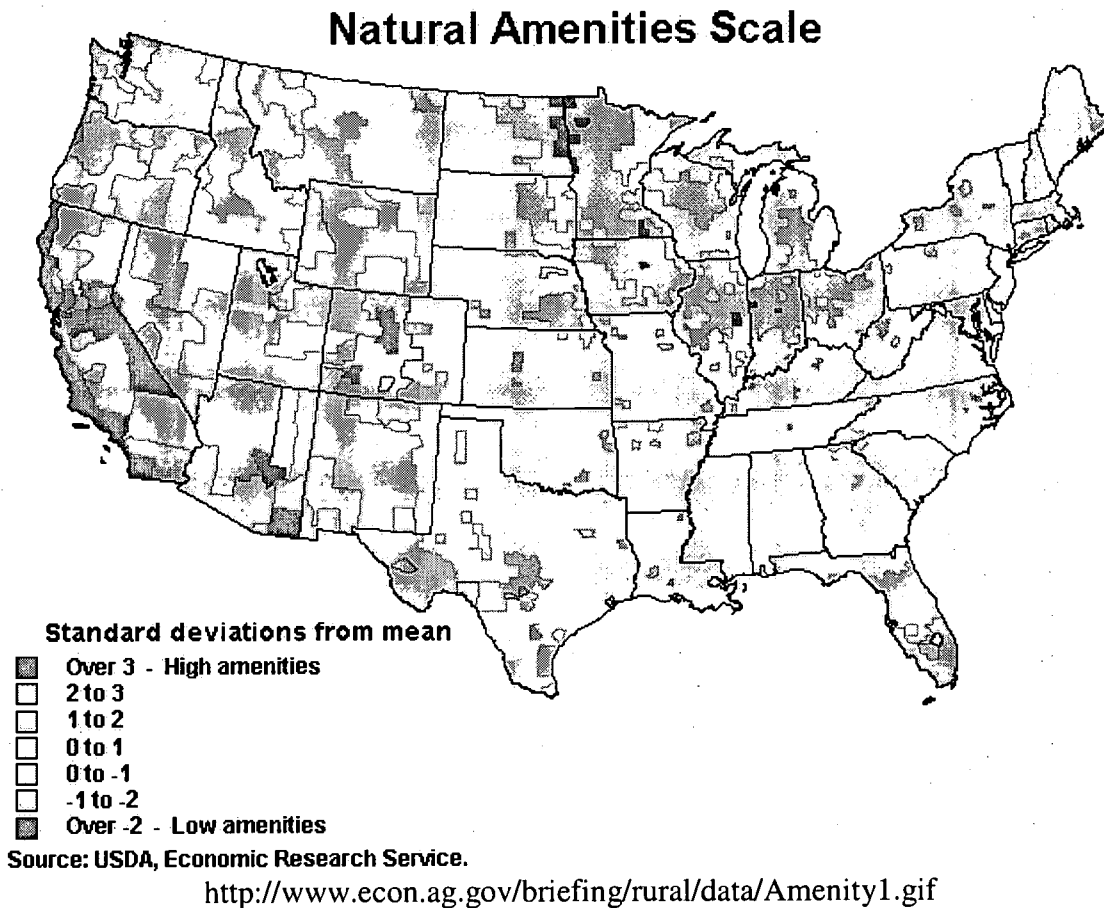 Natural Amenities Scale
Standard deviations from mean
Over 3 - High amenities
2 to 3
1 to 2
0 to 1
0 to -1
-1 to -2
Over -2 - Low amenities
Source: USDA, Economic Research Service.
http://www.econ.ag.gov/briefing/rural/data/Amenity1.gif